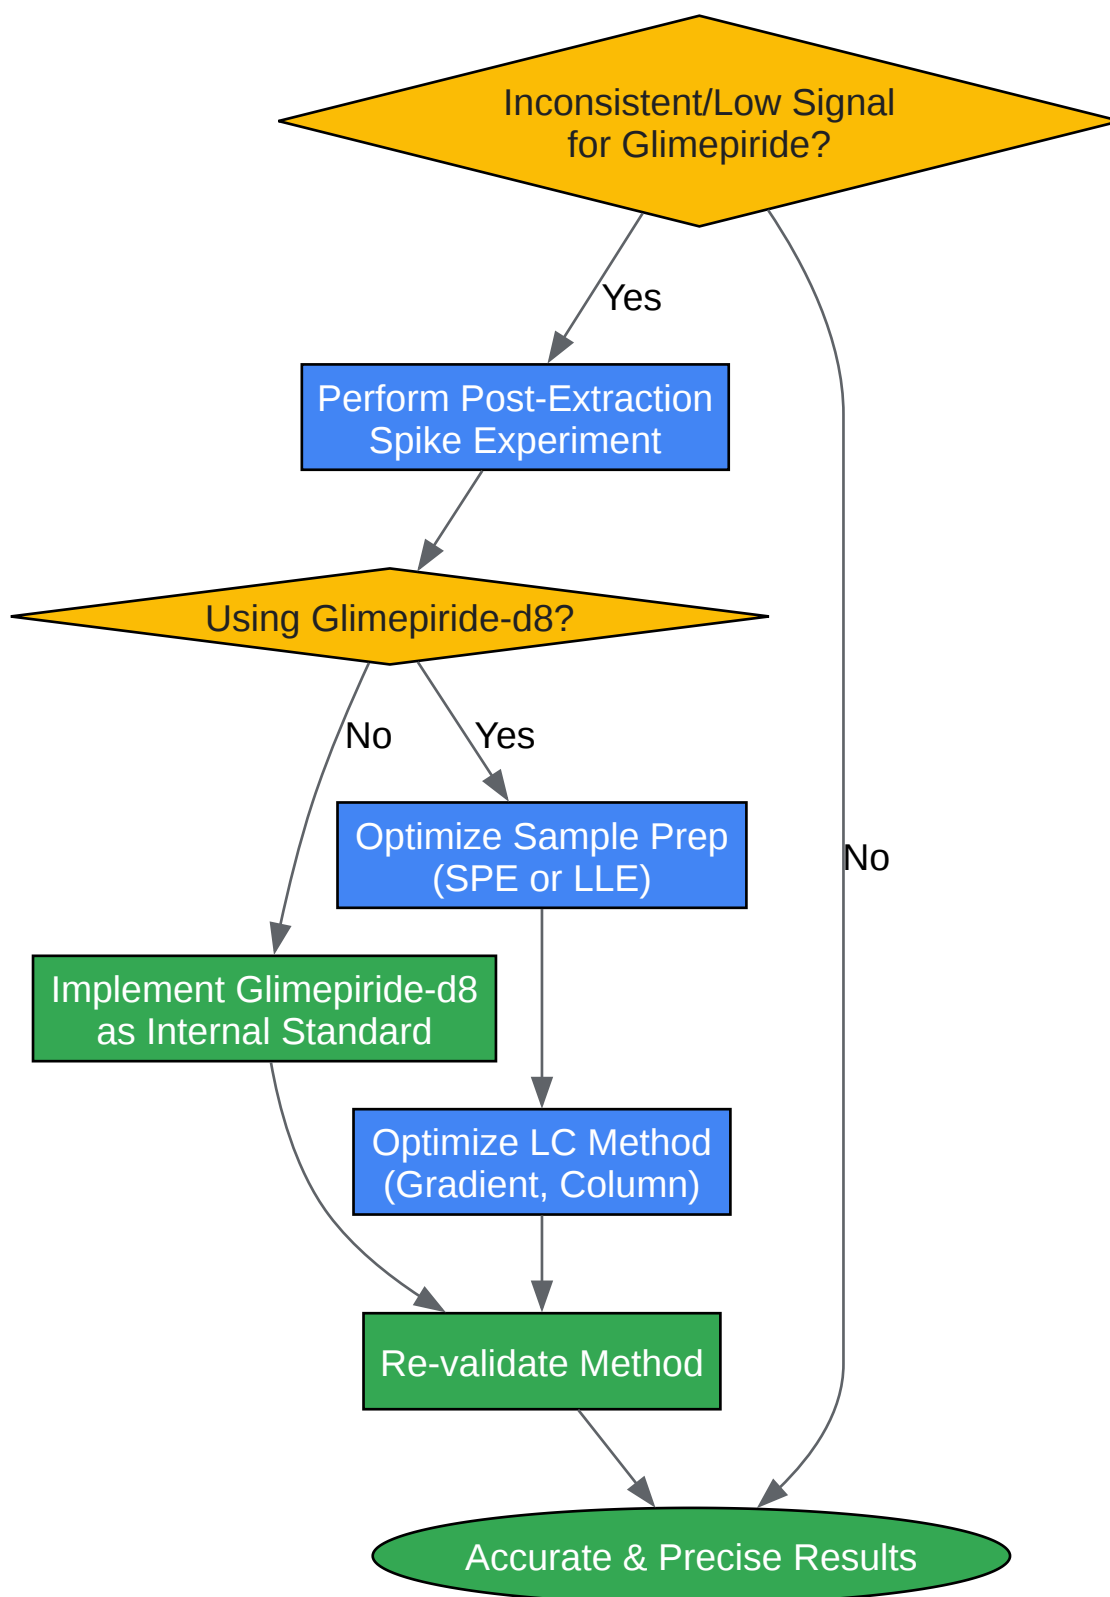 Inconsistent/Low Signal
for Glimepiride?
Yes
Perform Post-Extraction
Spike Experiment
Using Glimepiride-d8?
No
Yes
Optimize Sample Prep
(SPE or LLE)
No
Implement Glimepiride-d8
as Internal Standard
Optimize LC Method
(Gradient, Column)
Re-validate Method
Accurate & Precise Results